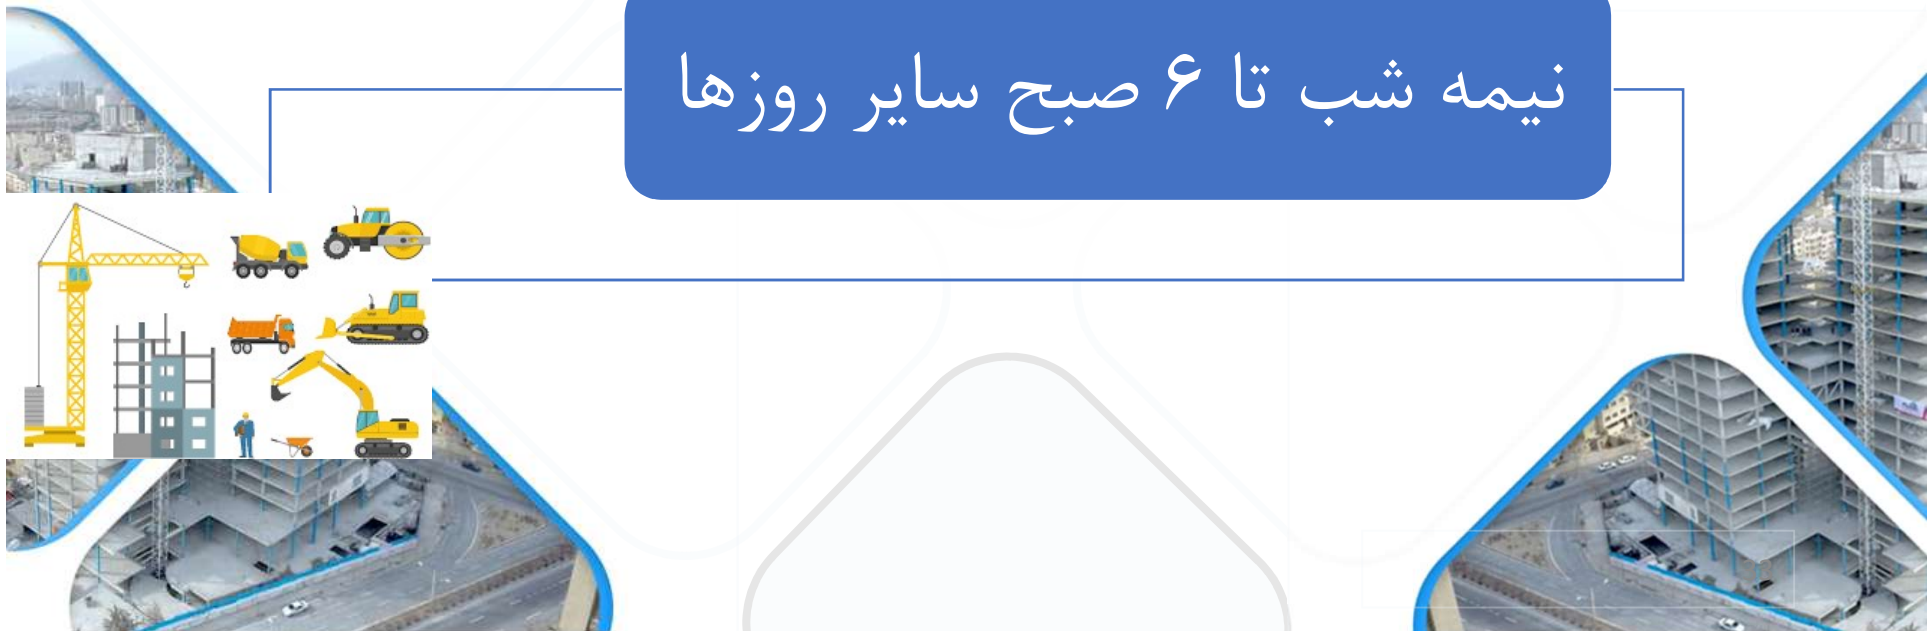 نیمه شب تا ۶ صبح سایر روزها